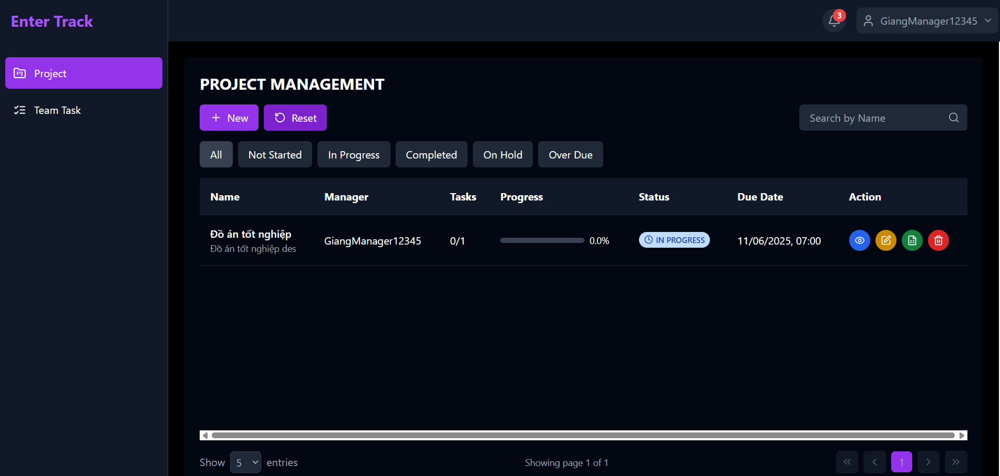 Enter Track
3
GiangManager12345
Project
Team Task
PROJECT MANAGEMENT
New
Reset
Search by Name
All
Not Started
In Progress
Completed
On Hold
Over Due
Name
Manager
Tasks
Progress
Status
Due Date
Action
Đồ án tốt nghiệp
Đồ án tốt nghiệp des
GiangManager12345
0/1
0.0%
IN PROGRESS
11/06/2025, 07:00
Show
5
entries
Showing page 1 of 1
1